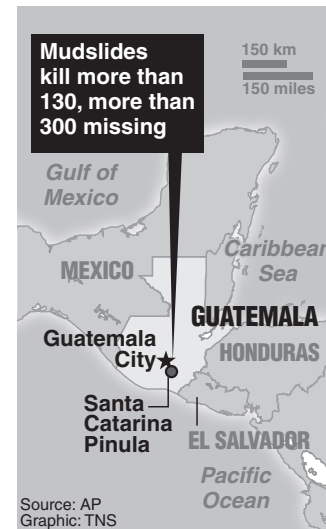 Mudslides
kill more than
130, more than
300 missing
150 km
150 miles
Gulf of
Mexico
Caribbean
Sea
MEXICO
GUATEMALA
Guatemala
City
HONDURAS
Santa
Catarina
Pinula
EL SALVADOR
Pacific
Ocean
Source: AP
Graphic: TNS